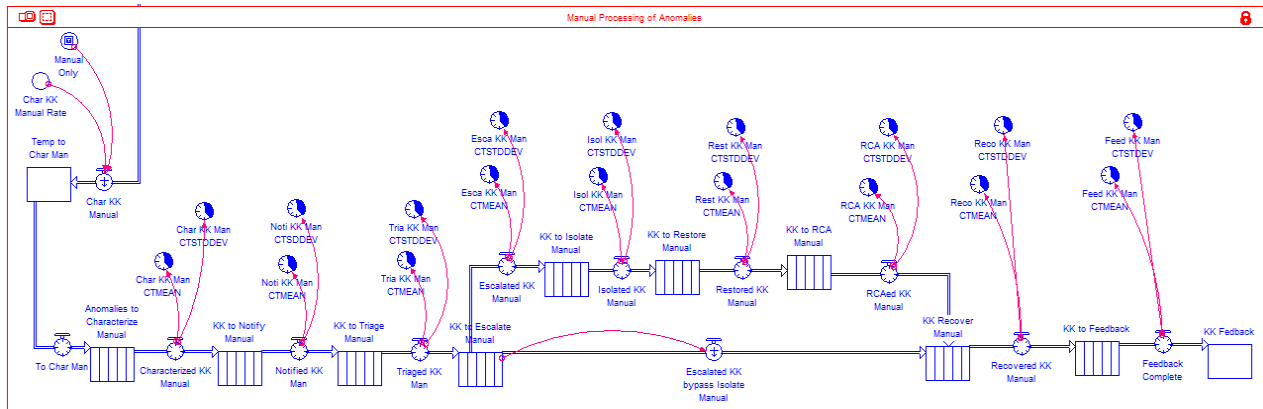 Manual Processing of Anomalies
Manual
Only
Char KK
Manual Rate
Temp to
Char Man
Char KK
Manual
Char KK Man
CTSTDDEV
Char KK Man
CTMEAN
Noti KK Man
CTSDDEV
Noti KK Man
CTMEAN
Tria KK Man
CTSTDDEV
Tria KK Man
CTMEAN
Esca KK Man
CTSTDDEV
Esca KK Man
CTMEAN
Isol KK Man
CTSTDDEV
Isol KK Man
CTMEAN
Rest KK Man
CTSTDDEV
Rest KK Man
CTMEAN
RCA KK Man
CTSTDDEV
RCA KK Man
CTMEAN
Reco KK Man
CTSTDEV
Reco KK Man
CTMEAN
Feed KK Man
CTSTDEV
Feed KK Man
CTMEAN
Escalated KK
Manual
KK to Isolate
Manual
Isolated KK
Manual
KK to Restore
Manual
Restored KK
Manual
KK to RCA
Manual
RCAed KK
Manual
To Char Man
Anomalies to
Characterize
Manual
Characterized KK
Manual
KK to Notify
Manual
Notified KK
Man
KK to Triage
Manual
Triaged KK
Man
KK to Escalate
Manual
Escalated KK
bypass Isolate
Manual
KK Recover
Manual
Recovered KK
Manual
KK to Feedback
Feedback
Complete
KK Fedback